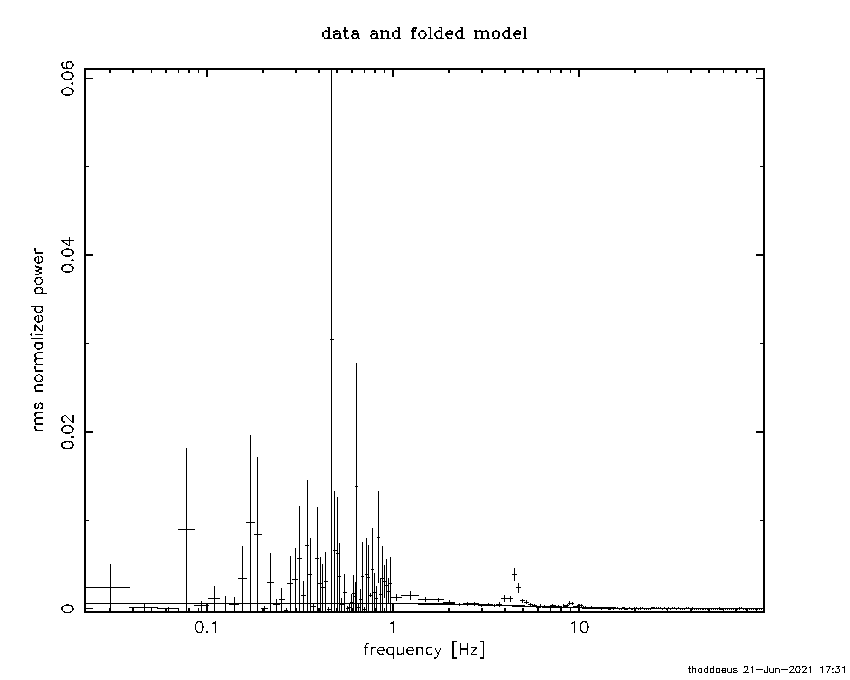 data and folded model
0.06
0.04
0.02
0
rms normalized power
0.1 1 10
frequency [Hz]
thaddaeus 21-Jun-2021 17:31